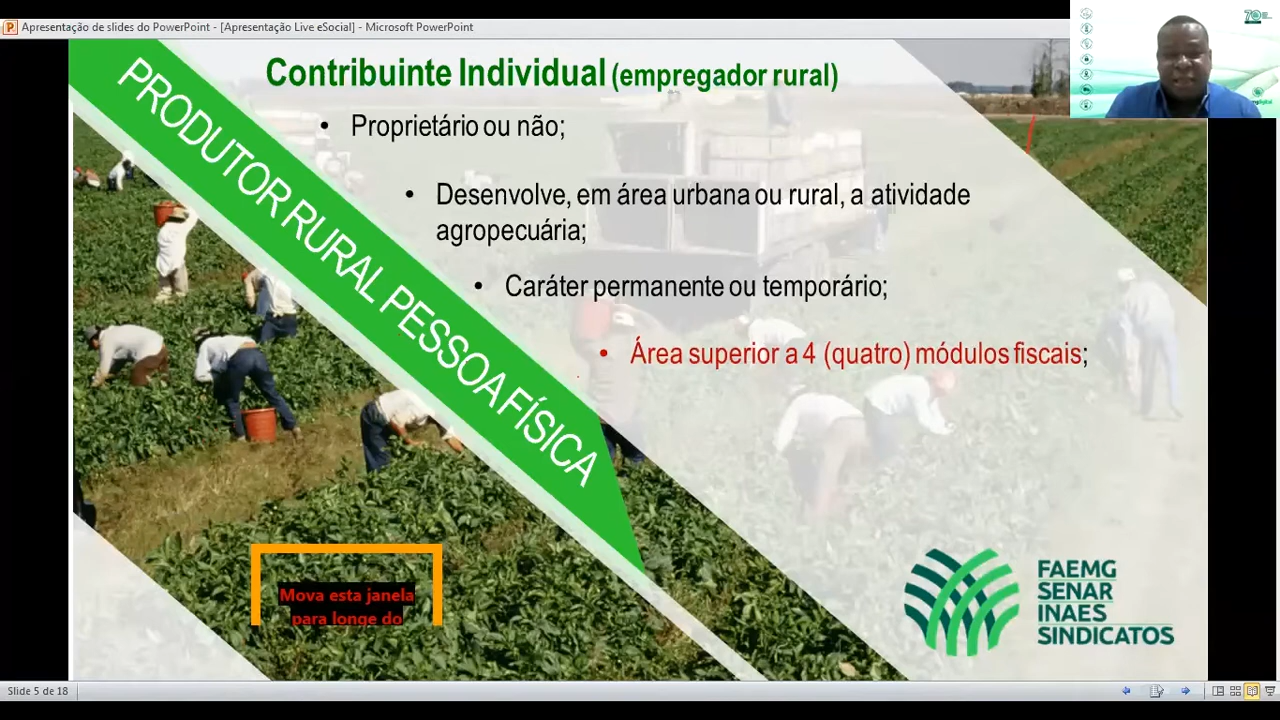 Apresentação de slides do PowerPoint - [Apresentação Live eSocial] - Microsoft PowerPoint
Contribuinte Individual (empregador rural)
• Proprietário ou não;
• Desenvolve, em área urbana ou rural, a atividade
agropecuária;
• Caráter permanente ou temporário;
• Área superior a 4 (quatro) módulos fiscais;
PRODUTOR RURAL PESSOA FÍSICA
Mova esta janela
para longe do
FAEMG
SENAR
INAES
SINDICATOS
Slide 5 de 18